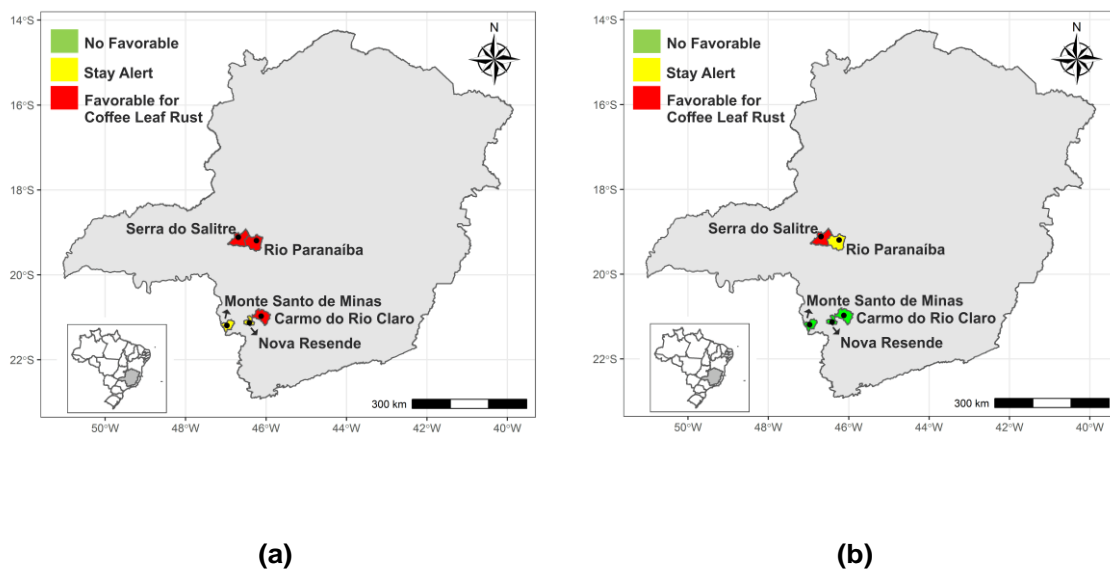 14°S
16°S
18°S
20°S
22°S
No Favorable
Stay Alert
Favorable for
Coffee Leaf Rust
N
Serra do Salitre
Rio Paranaíba
Monte Santo de Minas
Carmo do Rio Claro
Nova Resende
300 km
50°W
48°W
46°W
44°W
42°W
40°W
(a)
14°S
16°S
18°S
20°S
22°S
No Favorable
Stay Alert
Favorable for
Coffee Leaf Rust
N
Serra do Salitre
Rio Paranaíba
Monte Santo de Minas
Carmo do Rio Claro
Nova Resende
300 km
50°W
48°W
46°W
44°W
42°W
40°W
(b)